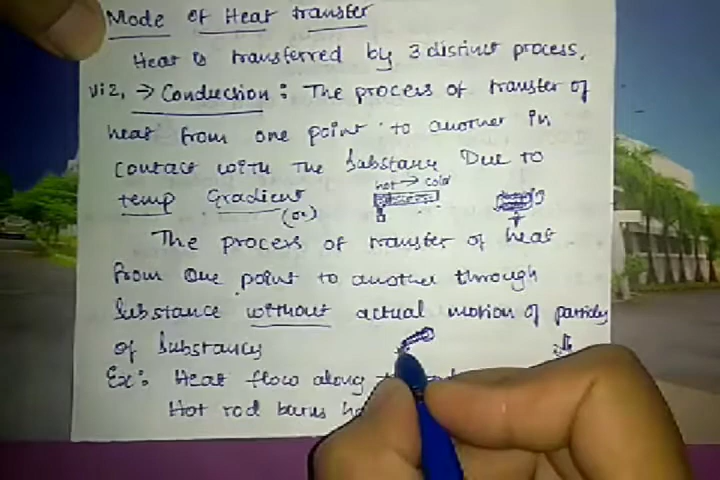 Mode of Heat transfer
Heat is transferred by 3 distinct process.
viz, → Conduction : The process of transfer of
heat from one point to another in
contact with the substance Due to
temp Gradient
hot → cold
(or)
The process of transfer of heat
from one point to another through
substance without actual motion of particles
of substances
Ex: Heat flow along
Hot rod burns